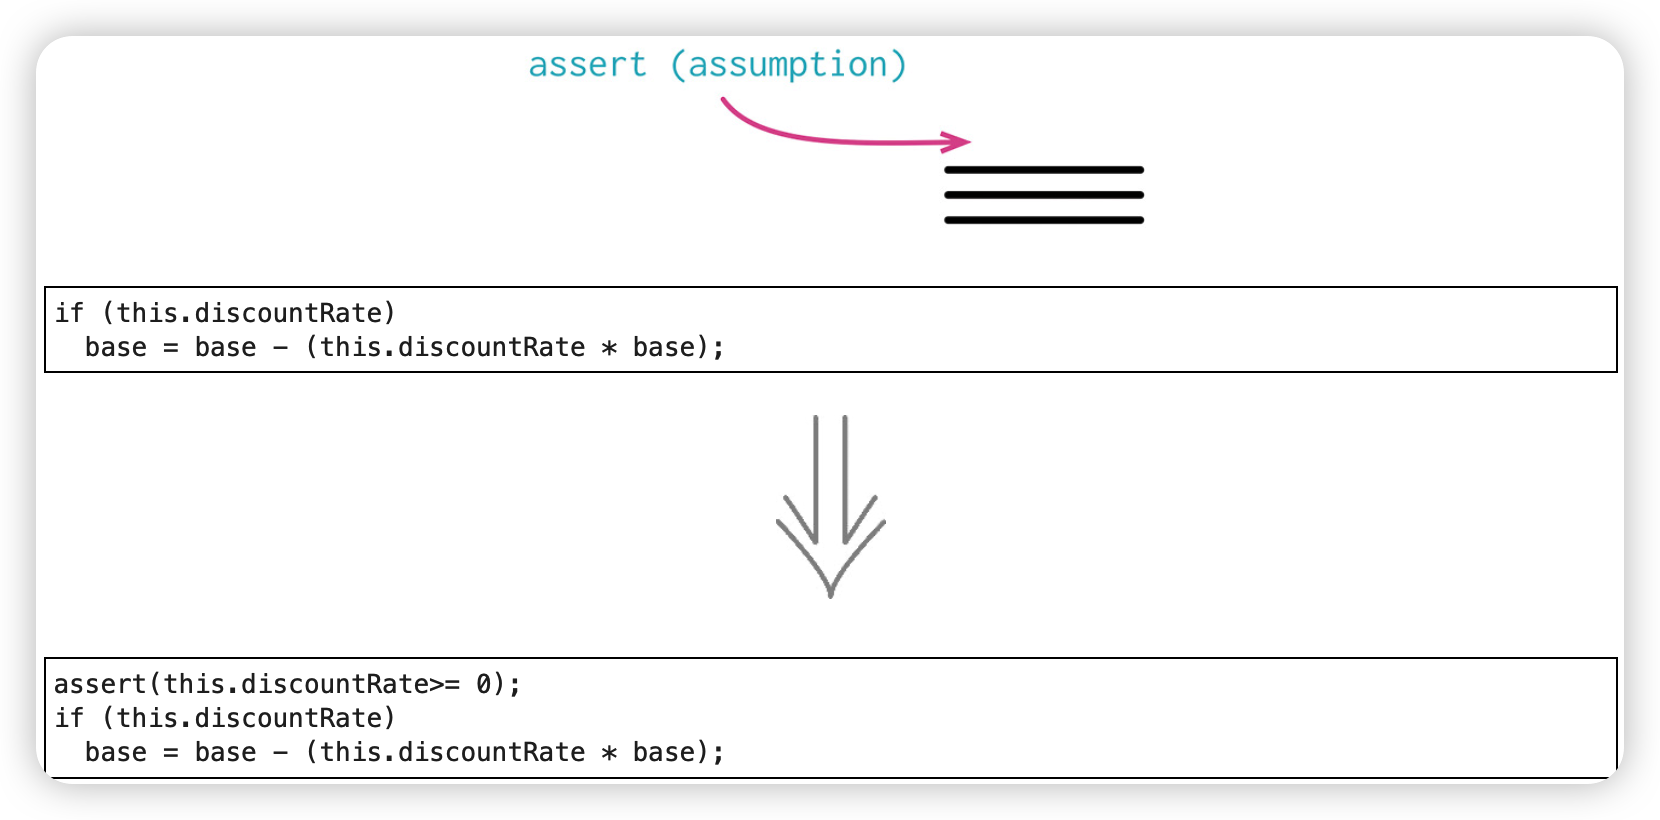 assert (assumption)
if (this.discountRate)
  base = base - (this.discountRate * base);
assert(this.discountRate>= 0);
if (this.discountRate)
  base = base - (this.discountRate * base);